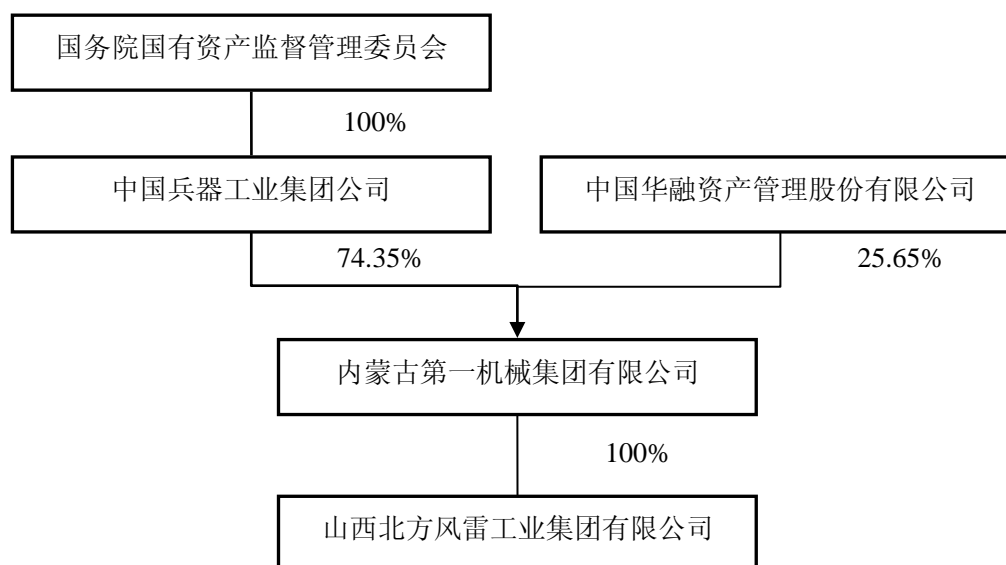 国务院国有资产监督管理委员会
100%
中国兵器工业集团公司
中国华融资产管理股份有限公司
74.35%
25.65%
内蒙古第一机械集团有限公司
100%
山西北方风雷工业集团有限公司